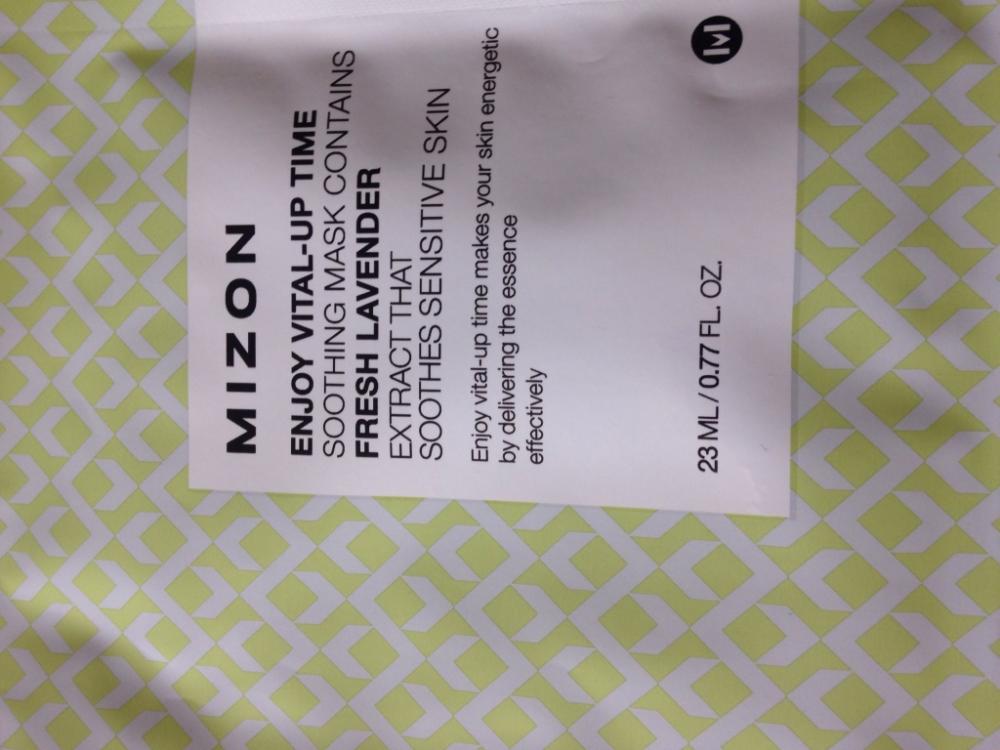 MIZON
ENJOY VITAL-UP TIME
SOOTHING MASK CONTAINS
FRESH LAVENDER
EXTRACT THAT
SOOTHES SENSITIVE SKIN
Enjoy vital-up time makes your skin energetic
by delivering the essence
effectively
23 ML / 0.77 FL. OZ.
M